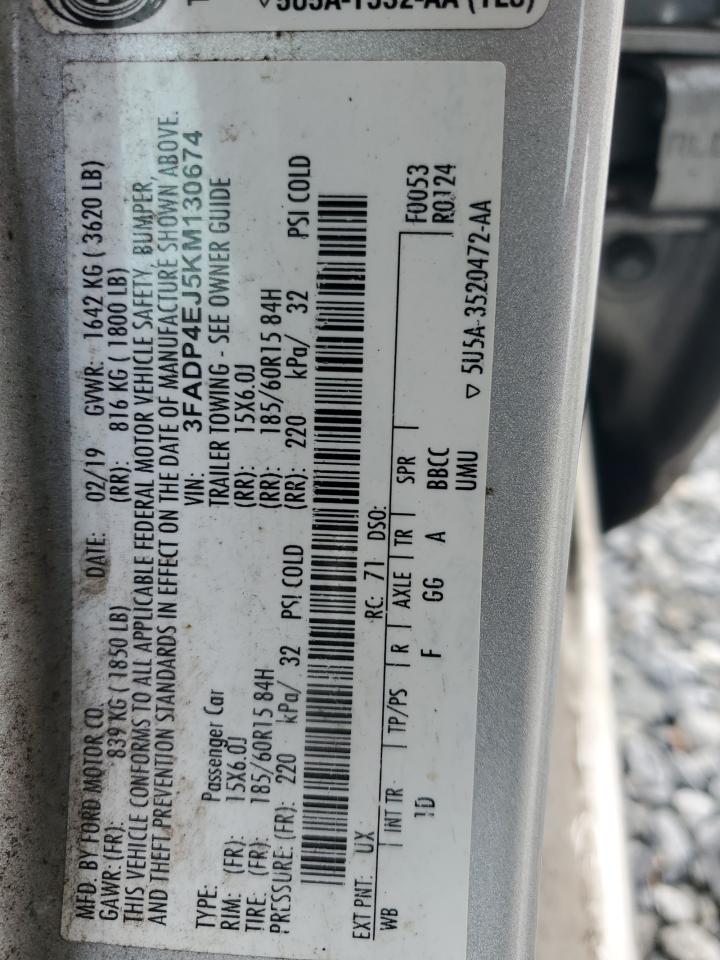 5U5A-1532-AA (TLS)
MFD. BY FORD MOTOR CO. DATE: 02/19 GVWR: 1642 KG ( 3620 LB)
GAWR: (FR): 839 KG ( 1850 LB) (RR): 816 KG ( 1800 LB)
THIS VEHICLE CONFORMS TO ALL APPLICABLE FEDERAL MOTOR VEHICLE SAFETY, BUMPER,
AND THEFT PREVENTION STANDARDS IN EFFECT ON THE DATE OF MANUFACTURE SHOWN ABOVE.
VIN: 3FADP4EJ5KM130674
TYPE: Passenger Car TRAILER TOWING - SEE OWNER GUIDE
RIM: (FR): 15X6.0J (RR): 15X6.0J
TIRE: (FR): 185/60R15 84H (RR): 185/60R15 84H
PRESSURE: (FR): 220 kPa/ 32 PSI COLD (RR): 220 kPa/ 32 PSI COLD
EXT PNT: UX RC: 71 DSO: F0053
WB INT TR TP/PS R AXLE TR SPR R0124
1D F GG A BBCC
UMU
▽ 5U5A-3520472-AA